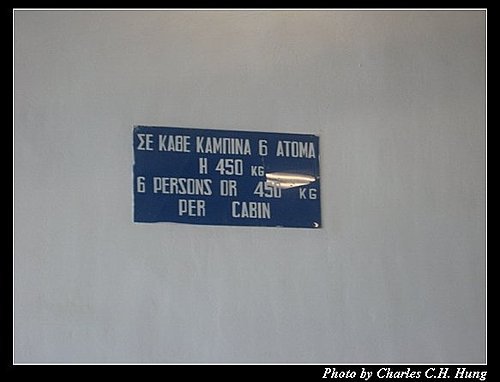 ΣΕ ΚΑΘΕ ΚΑΜΠΙΝΑ 6 ΑΤΟΜΑ
Η 450 KG
6 PERSONS OR 450 KG
PER CABIN
Photo by Charles C.H. Hung